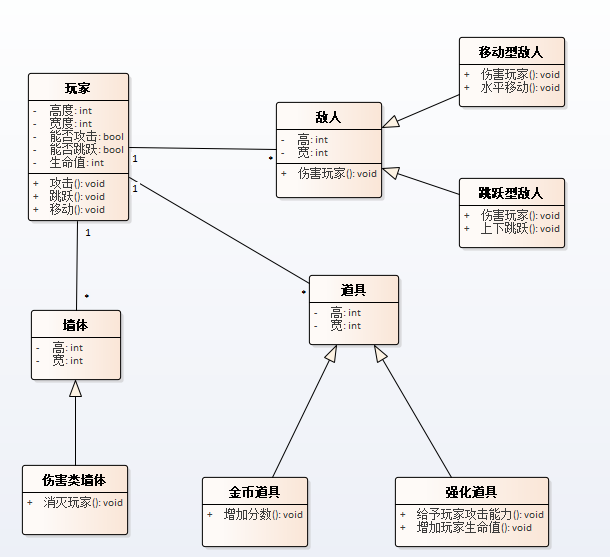 玩家
- 高度: int
- 宽度: int
- 能否攻击: bool
- 能否跳跃: bool
- 生命值: int
+ 攻击(): void
+ 跳跃(): void
+ 移动(): void
1
*
1
*
1
*
敌人
- 高: int
- 宽: int
+ 伤害玩家(): void
移动型敌人
+ 伤害玩家(): void
+ 水平移动(): void
跳跃型敌人
+ 伤害玩家(): void
+ 上下跳跃(): void
道具
- 高: int
- 宽: int
墙体
- 高: int
- 宽: int
伤害类墙体
+ 消灭玩家(): void
金币道具
+ 增加分数(): void
强化道具
+ 给予玩家攻击能力(): void
+ 增加玩家生命值(): void